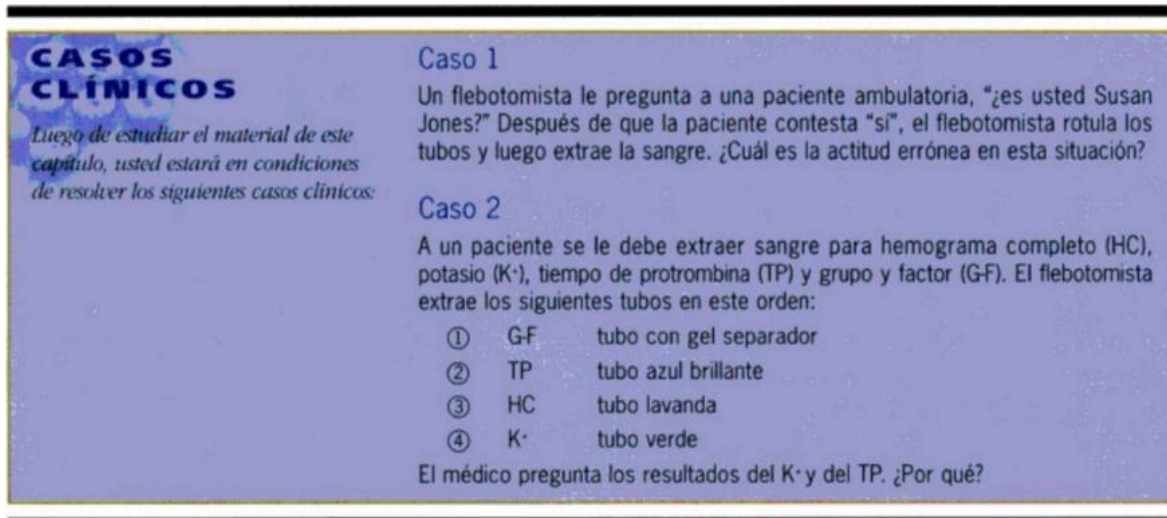 CASOS
CLÍNICOS
Luego de estudiar el material de este
capítulo, usted estará en condiciones
de resolver los siguientes casos clínicos:
Caso 1
Un flebotomista le pregunta a una paciente ambulatoria, "¿es usted Susan
Jones?" Después de que la paciente contesta "sí", el flebotomista rotula los
tubos y luego extrae la sangre. ¿Cuál es la actitud errónea en esta situación?
Caso 2
A un paciente se le debe extraer sangre para hemograma completo (HC),
potasio (K⁺), tiempo de protrombina (TP) y grupo y factor (G-F). El flebotomista
extrae los siguientes tubos en este orden:
① G-F tubo con gel separador
② TP tubo azul brillante
③ HC tubo lavanda
④ K⁺ tubo verde
El médico pregunta los resultados del K⁺ y del TP. ¿Por qué?